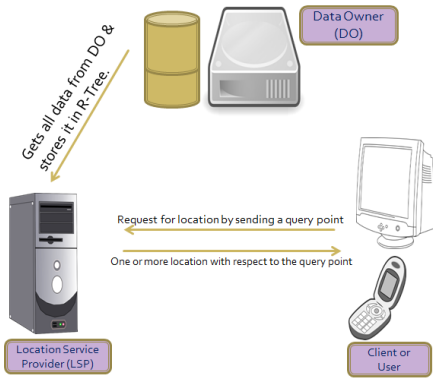 Data Owner
(DO)
Gets all data from DO &
stores it in R-Tree.
Request for location by sending a query point
One or more location with respect to the query point
Location Service
Provider (LSP)
Client or
User